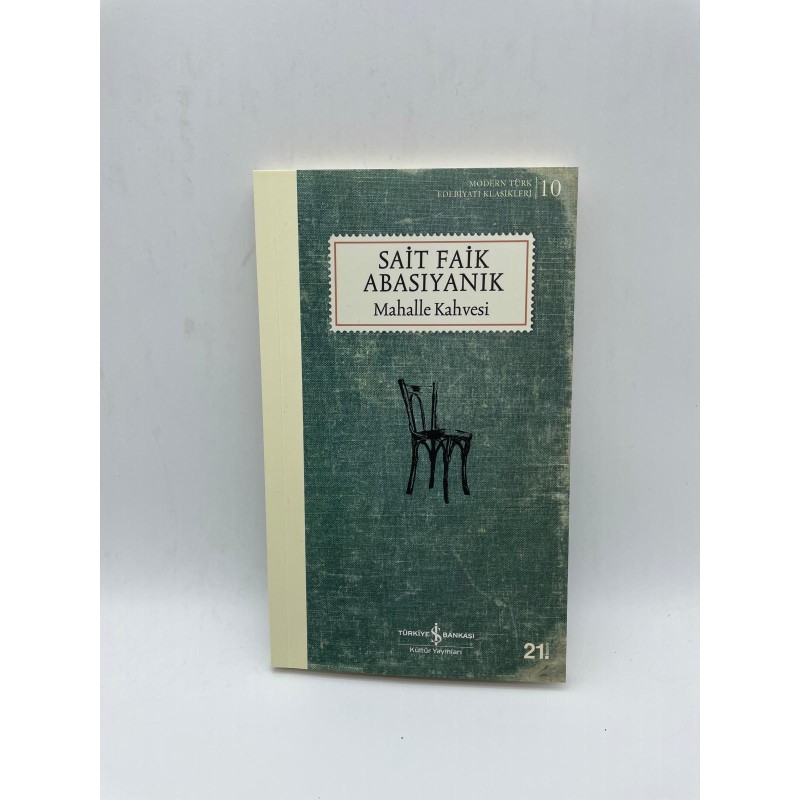 MODERN TÜRK
EDEBİYATI KLASİKLERİ 10
SAİT FAİK
ABASIYANIK
Mahalle Kahvesi
TÜRKİYE İŞ BANKASI
Kültür Yayınları
21.